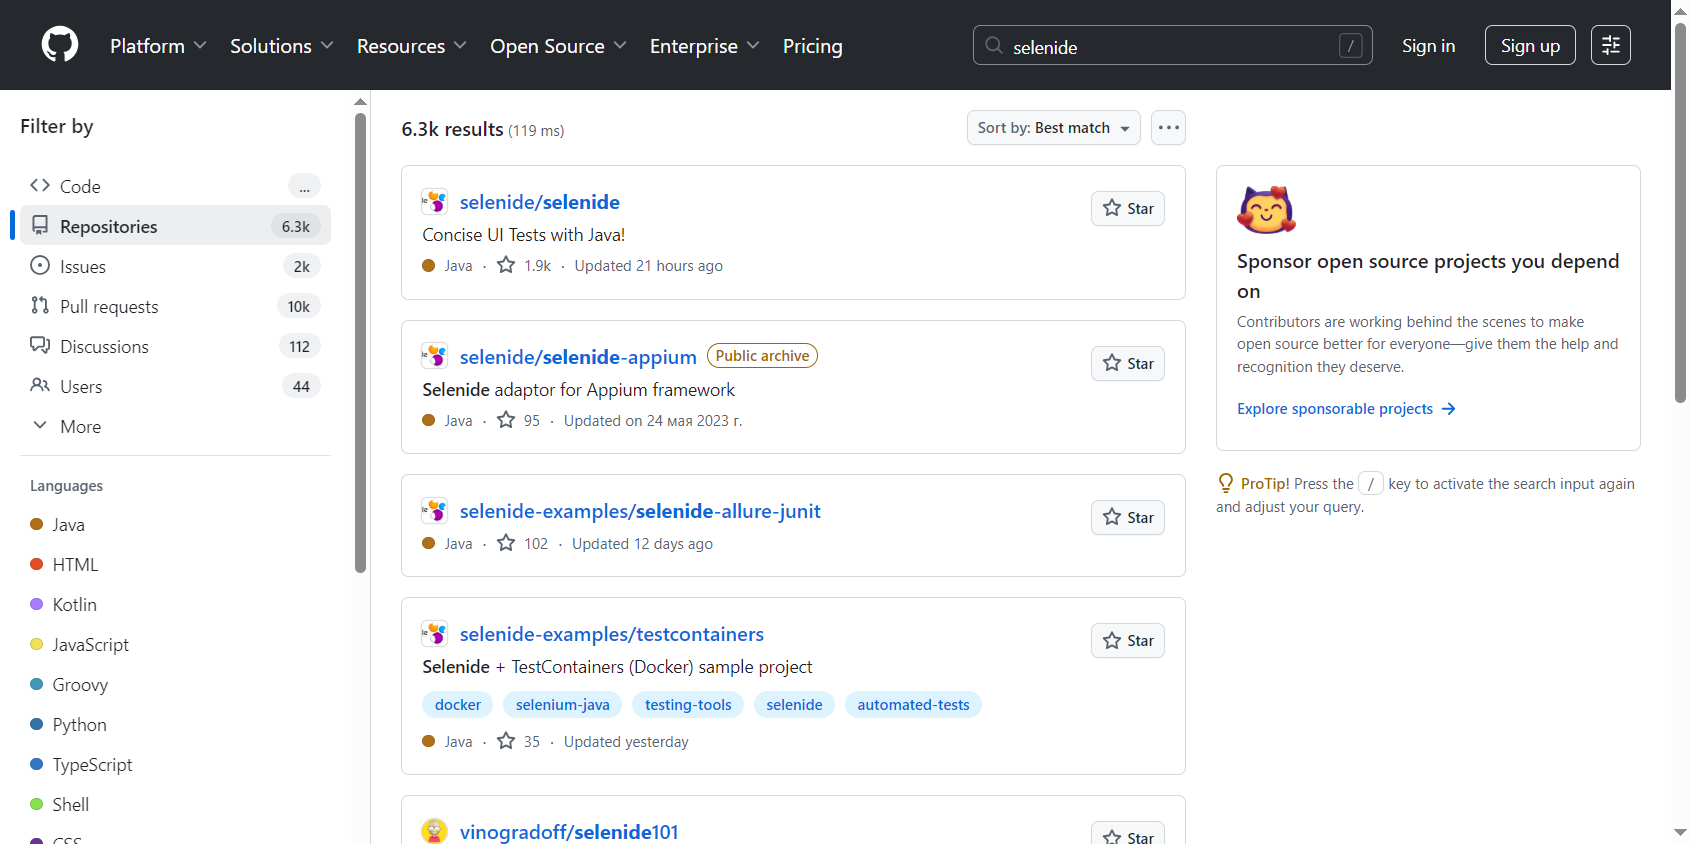 Platform
Solutions
Resources
Open Source
Enterprise
Pricing
selenide
/
Sign in
Sign up
Filter by
Code
...
Repositories
6.3k
Issues
2k
Pull requests
10k
Discussions
112
Users
44
More
Languages
Java
HTML
Kotlin
JavaScript
Groovy
Python
TypeScript
Shell
CSS
6.3k results (119 ms)
Sort by: Best match
selenide/selenide
Star
Concise UI Tests with Java!
Java · 1.9k · Updated 21 hours ago
selenide/selenide-appium Public archive
Star
Selenide adaptor for Appium framework
Java · 95 · Updated on 24 мая 2023 г.
selenide-examples/selenide-allure-junit
Star
Java · 102 · Updated 12 days ago
selenide-examples/testcontainers
Star
Selenide + TestContainers (Docker) sample project
docker selenium-java testing-tools selenide automated-tests
Java · 35 · Updated yesterday
vinogradoff/selenide101
Star
Sponsor open source projects you depend
on
Contributors are working behind the scenes to make
open source better for everyone—give them the help and
recognition they deserve.
Explore sponsorable projects
ProTip! Press the / key to activate the search input again
and adjust your query.